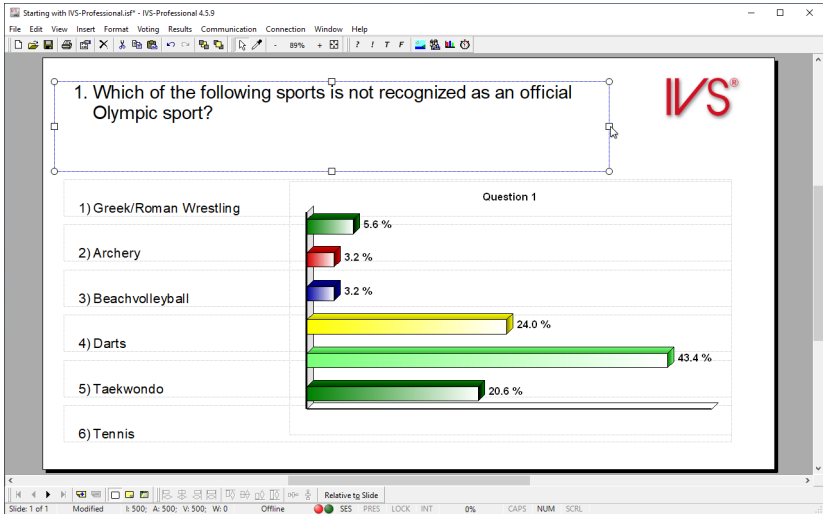 Starting with IVS-Professional.isf* - IVS-Professional 4.5.9
File Edit View Insert Format Voting Results Communication Connection Window Help
- 89% + ? ! T F
1. Which of the following sports is not recognized as an official
Olympic sport?
IVS®
Question 1
1) Greek/Roman Wrestling
5.6 %
2) Archery
3.2 %
3) Beachvolleyball
3.2 %
24.0 %
4) Darts
43.4 %
5) Taekwondo
20.6 %
6) Tennis
Relative to Slide
Slide: 1 of 1 Modified I: 500; A: 500; V: 500; W: 0 Offline SES PRES LOCK INT 0% CAPS NUM SCRL